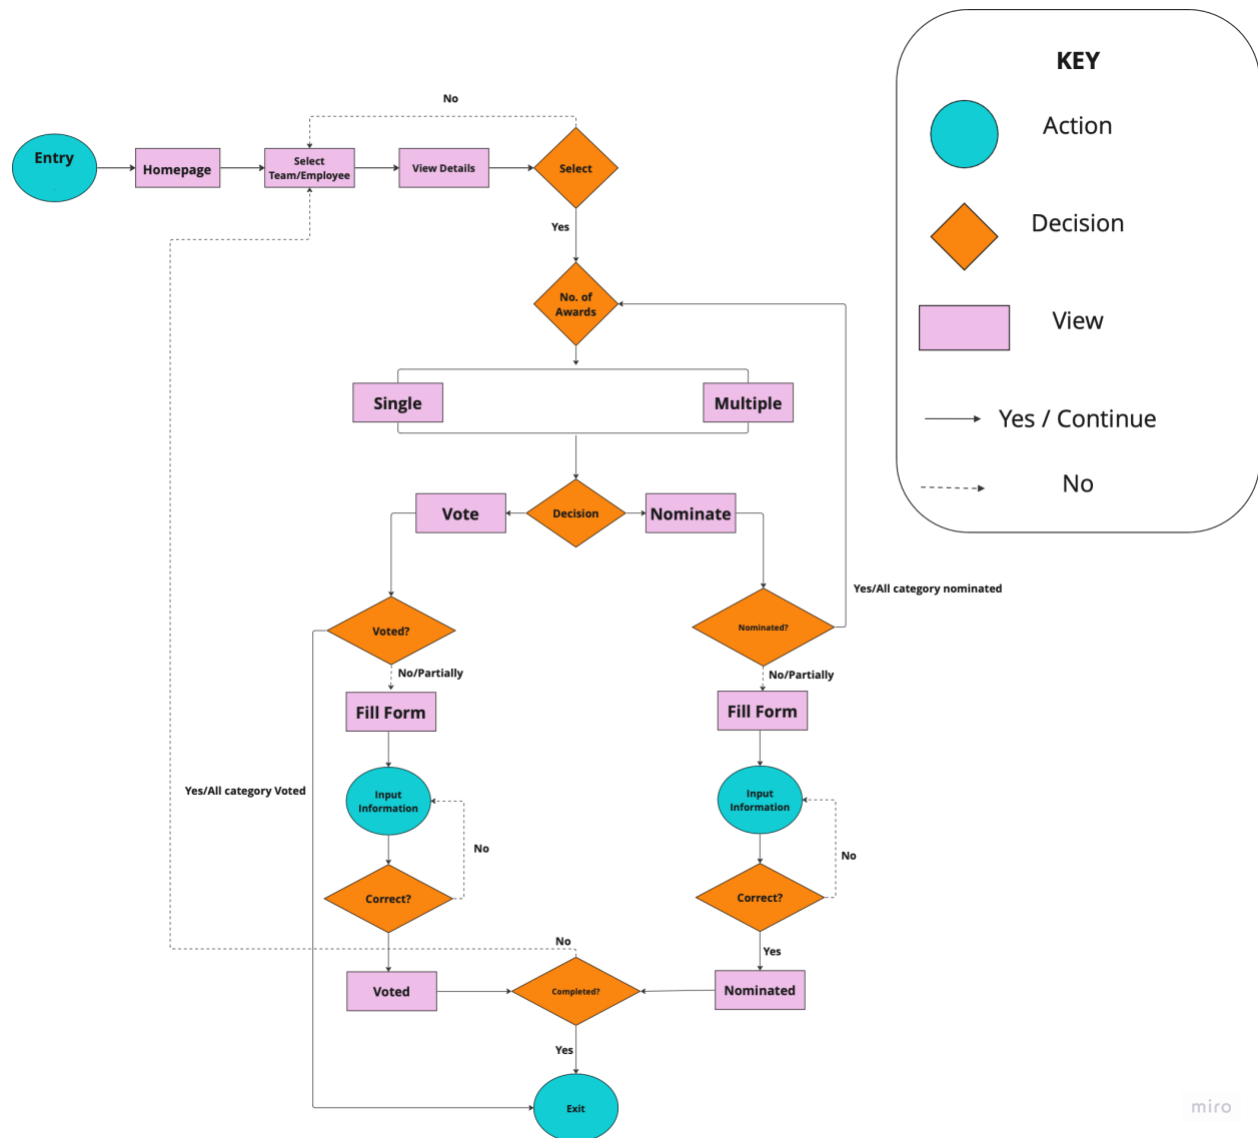 KEY
Action
Decision
View
Yes / Continue
No
No
Entry
Homepage
Select
Team/Employee
View Details
Select
Yes
No. of
Awards
Single
Multiple
Vote
Decision
Nominate
Yes/All category nominated
Voted?
Nominated?
No/Partially
No/Partially
Fill Form
Fill Form
Yes/All category Voted
Input
Information
Input
Information
No
No
Correct?
Correct?
No
Yes
Voted
Completed?
Nominated
Yes
Exit
miro